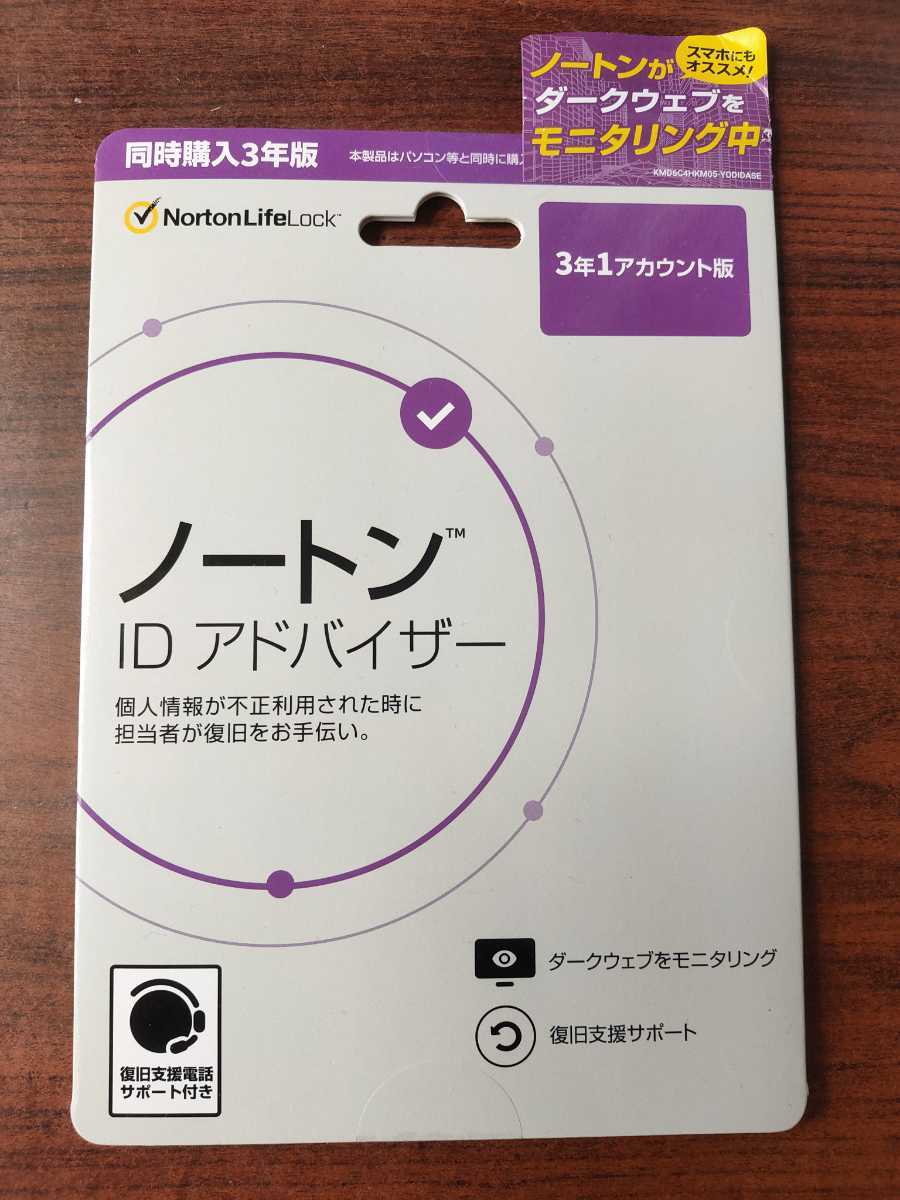 スマホにも
オススメ!
ノートンが
ダークウェブを
モニタリング中
KMD5C4HKM05-YODIDASE
同時購入3年版
本製品はパソコン等と同時に購
NortonLifeLock™
3年1アカウント版
ノートン™
ID アドバイザー
個人情報が不正利用された時に
担当者が復旧をお手伝い。
ダークウェブをモニタリング
復旧支援サポート
復旧支援電話
サポート付き